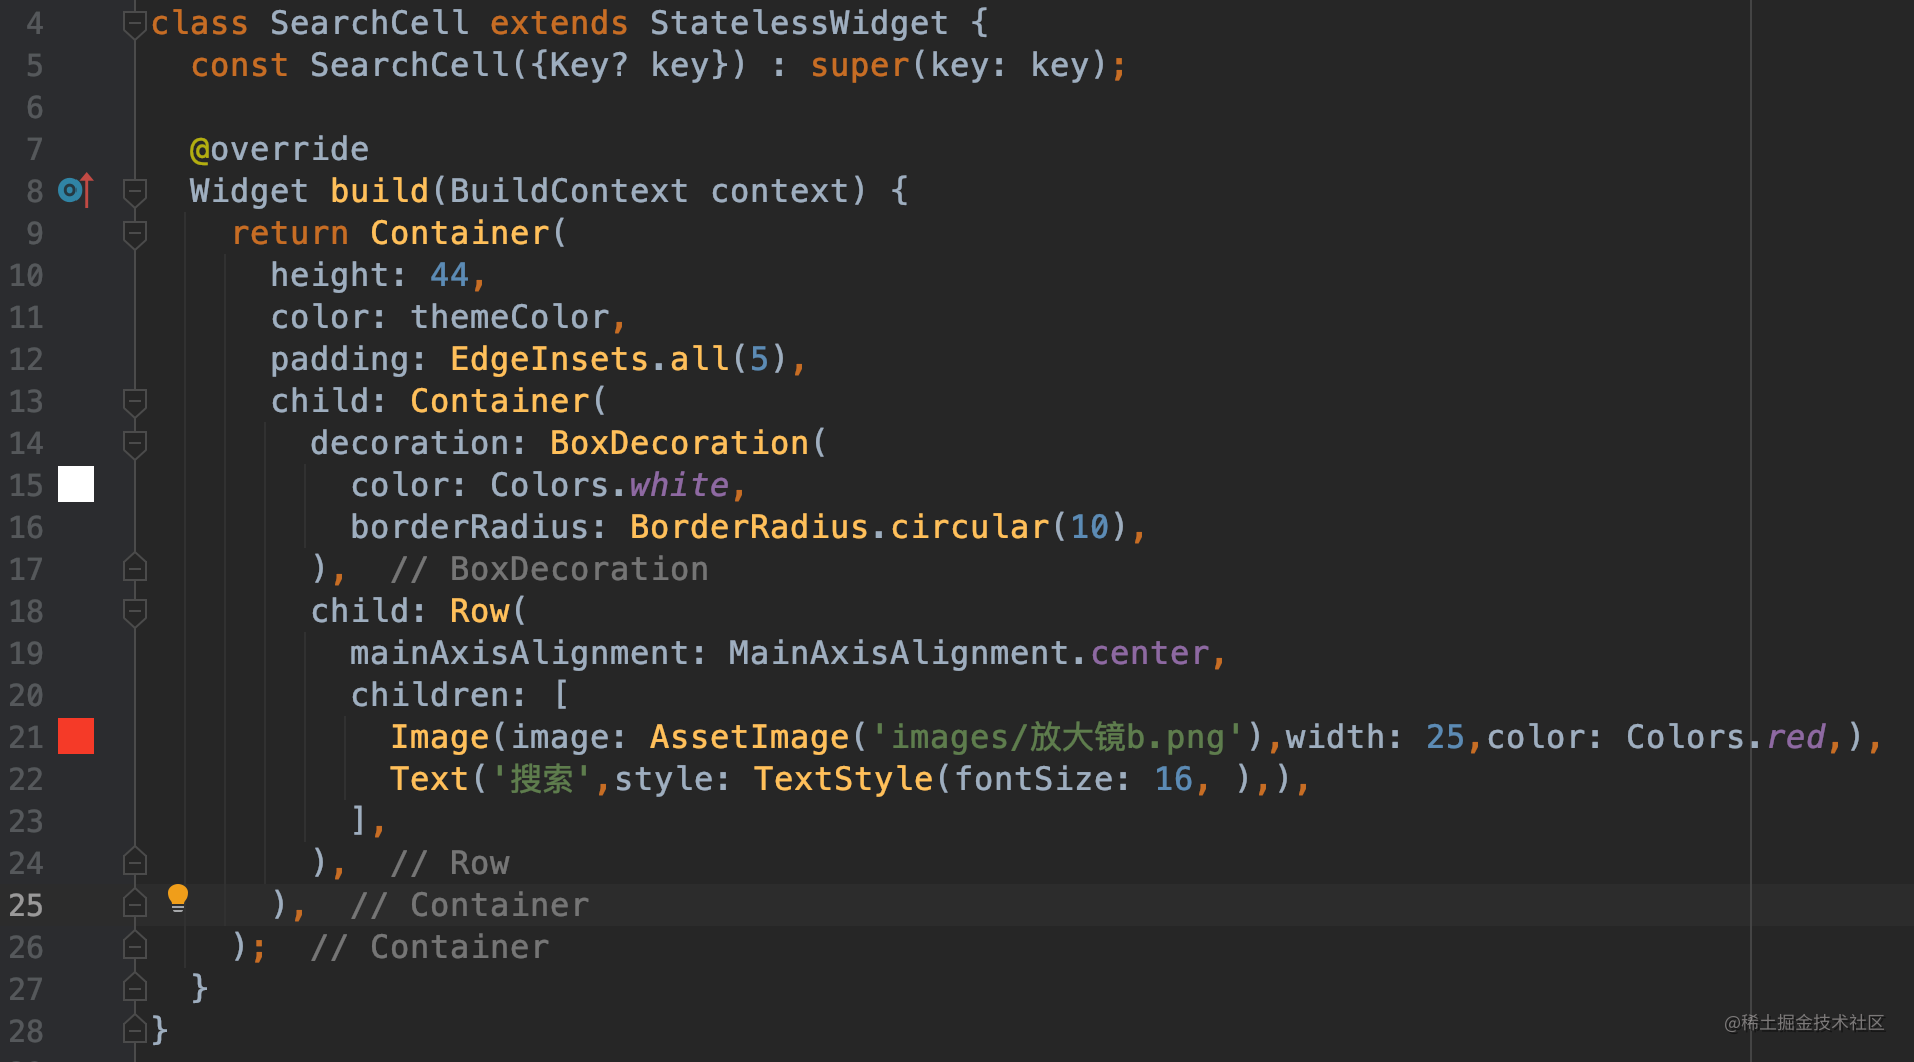 4 class SearchCell extends StatelessWidget {
5   const SearchCell({Key? key}) : super(key: key);
6
7   @override
8   Widget build(BuildContext context) {
9     return Container(
10       height: 44,
11       color: themeColor,
12       padding: EdgeInsets.all(5),
13       child: Container(
14         decoration: BoxDecoration(
15           color: Colors.white,
16           borderRadius: BorderRadius.circular(10),
17         ),  // BoxDecoration
18         child: Row(
19           mainAxisAlignment: MainAxisAlignment.center,
20           children: [
21             Image(image: AssetImage('images/放大镜b.png'),width: 25,color: Colors.red,),
22             Text('搜索',style: TextStyle(fontSize: 16, ),),
23           ],
24         ),  // Row
25       ),  // Container
26     );  // Container
27   }
28 }
@稀土掘金技术社区